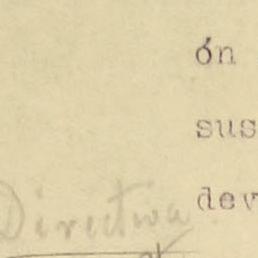 ón
sus
dev
Directiva